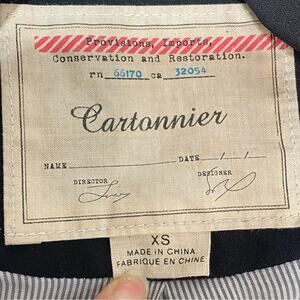 Provisions, Imports,
Conservation and Restoration.
rn 66170 ca 32054
Cartonnier
NAME DATE / /
DIRECTOR DESIGNER
XS
MADE IN CHINA
FABRIQUE EN CHINE